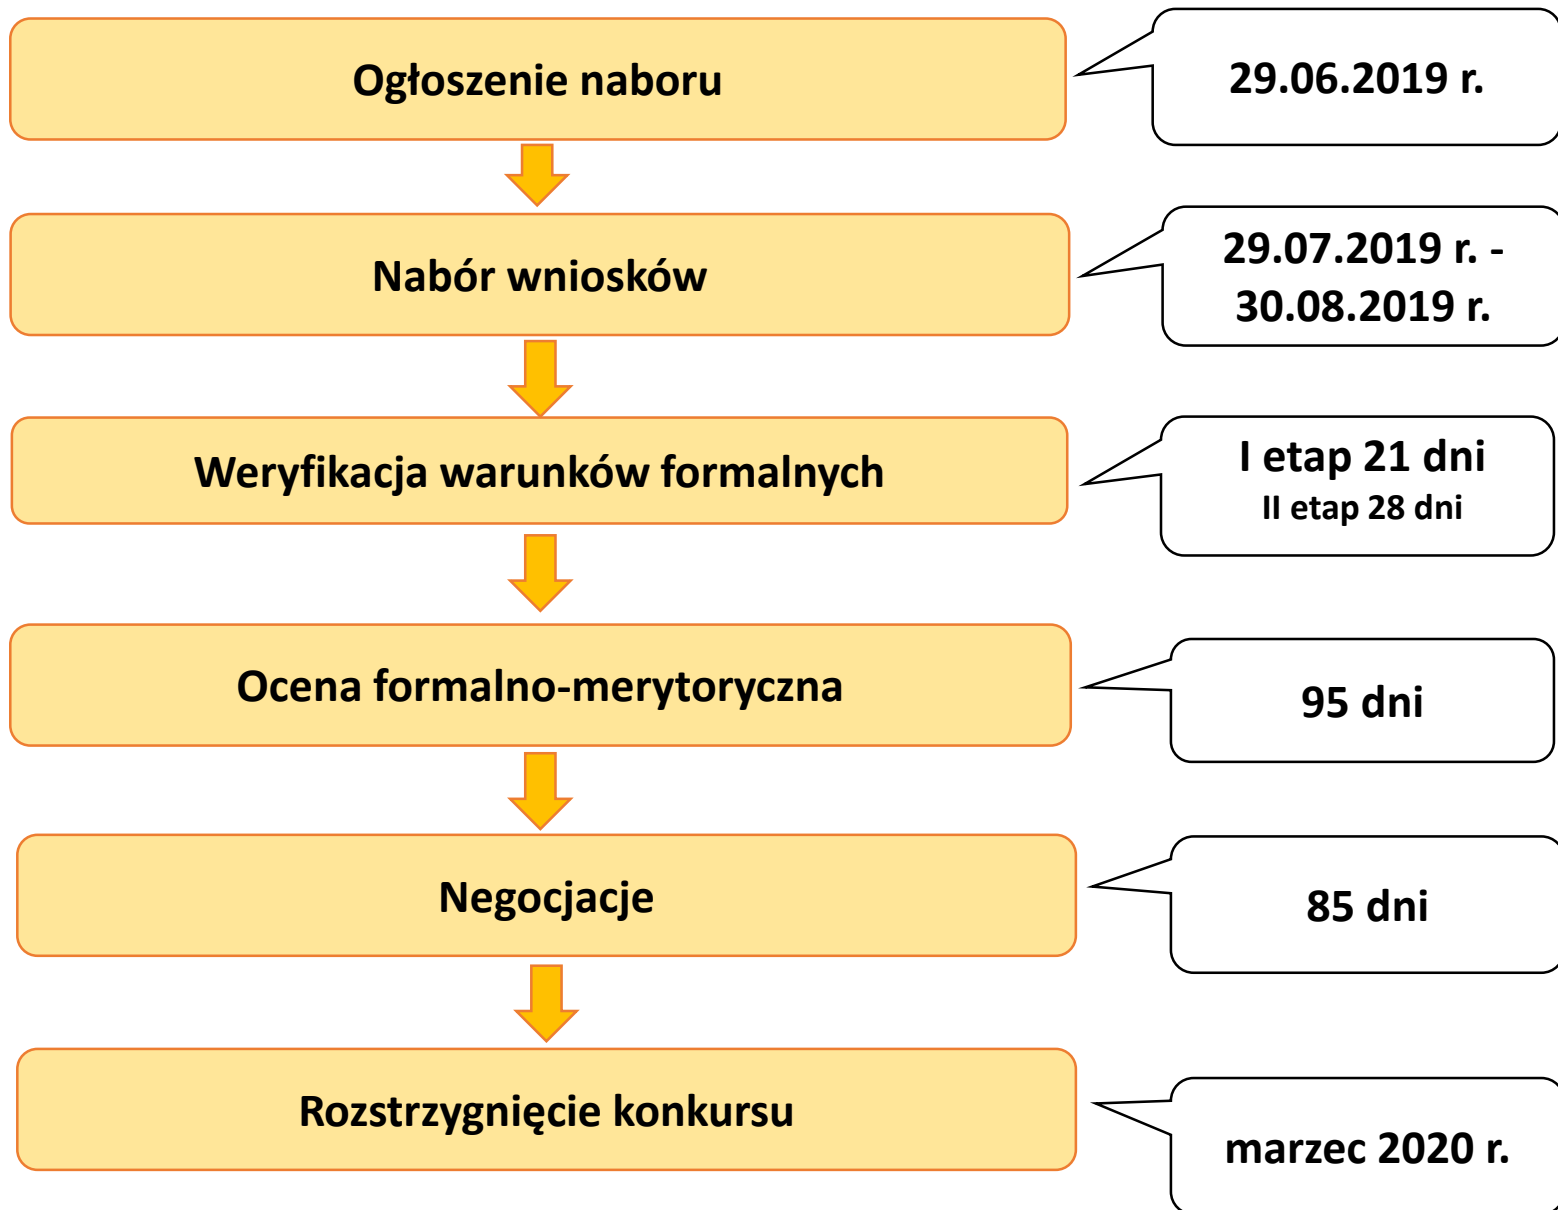 Ogłoszenie naboru
29.06.2019 r.
Nabór wniosków
29.07.2019 r. -
30.08.2019 r.
Weryfikacja warunków formalnych
I etap 21 dni
II etap 28 dni
Ocena formalno-merytoryczna
95 dni
Negocjacje
85 dni
Rozstrzygnięcie konkursu
marzec 2020 r.